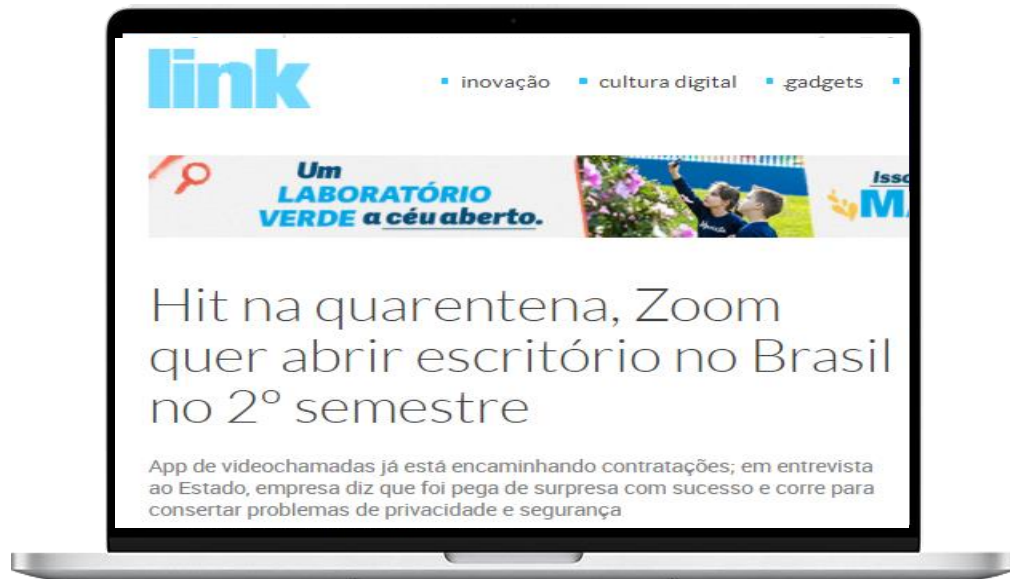 link
inovação
cultura digital
gadgets
Um
LABORATÓRIO
VERDE a céu aberto.
Hit na quarentena, Zoom
quer abrir escritório no Brasil
no 2º semestre
App de videochamadas já está encaminhando contratações; em entrevista
ao Estado, empresa diz que foi pega de surpresa com sucesso e corre para
consertar problemas de privacidade e segurança